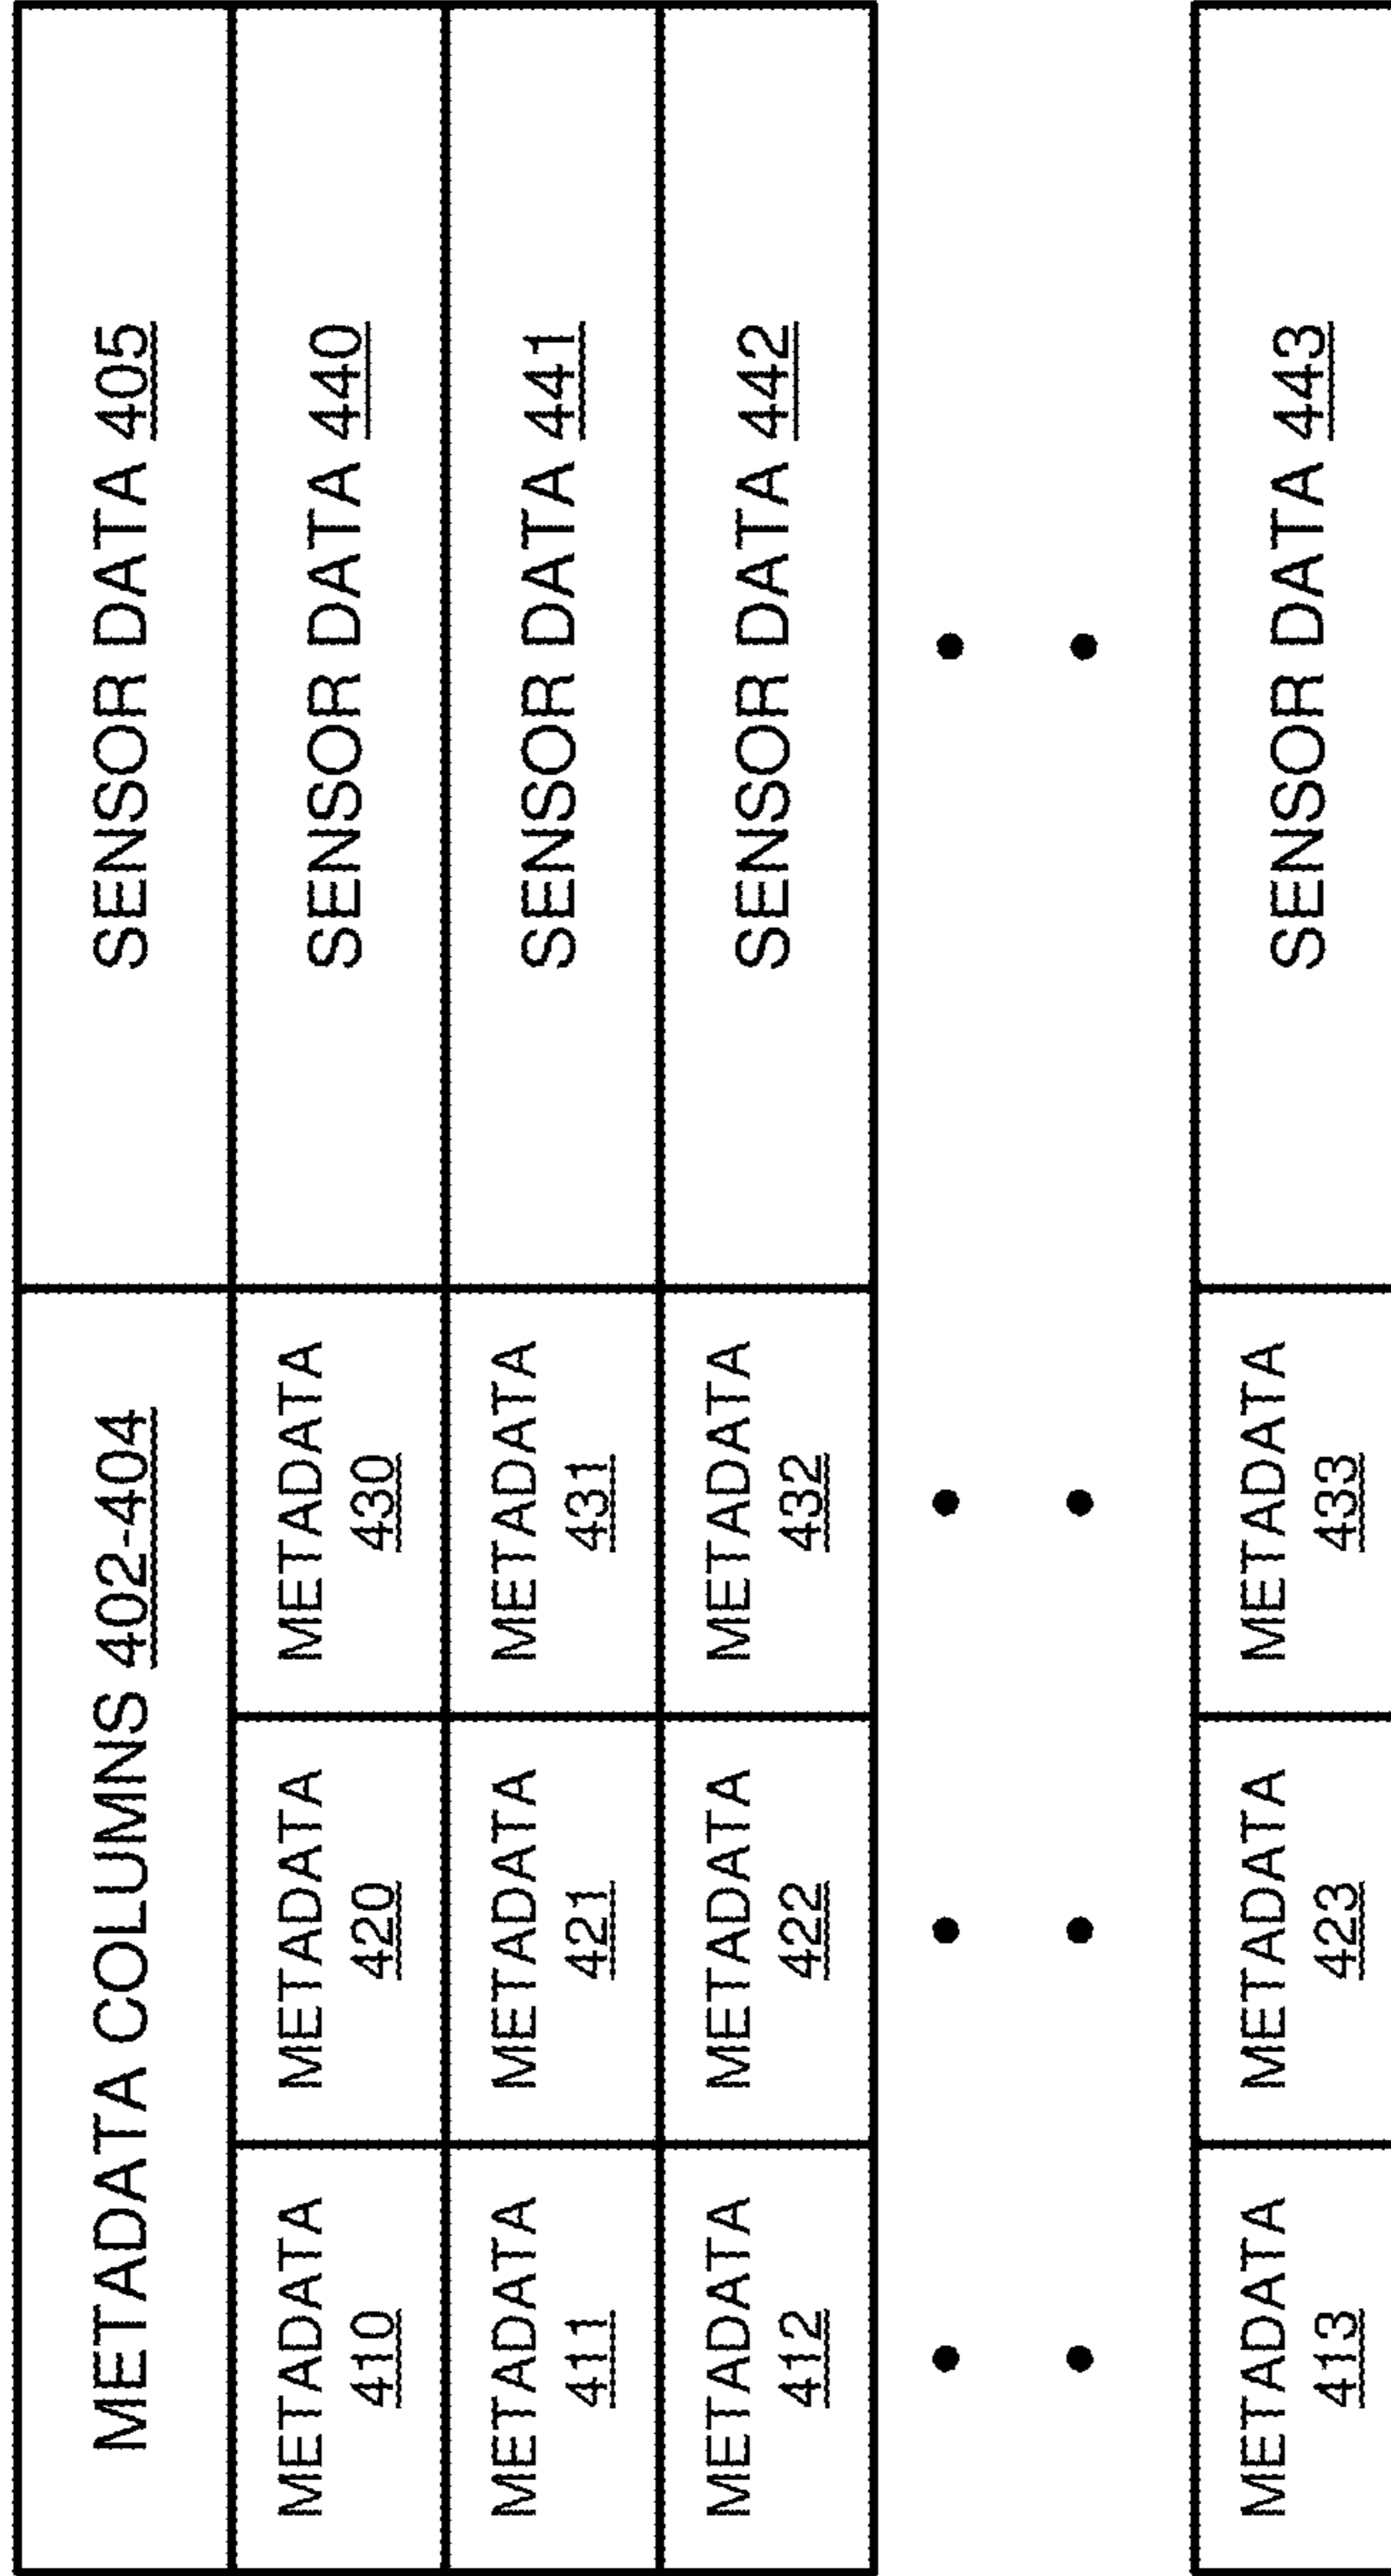 METADATA COLUMNS 402-404
SENSOR DATA 405
METADATA
410
METADATA
420
METADATA
430
SENSOR DATA 440
METADATA
411
METADATA
421
METADATA
431
SENSOR DATA 441
METADATA
412
METADATA
422
METADATA
432
SENSOR DATA 442
METADATA
413
METADATA
423
METADATA
433
SENSOR DATA 443